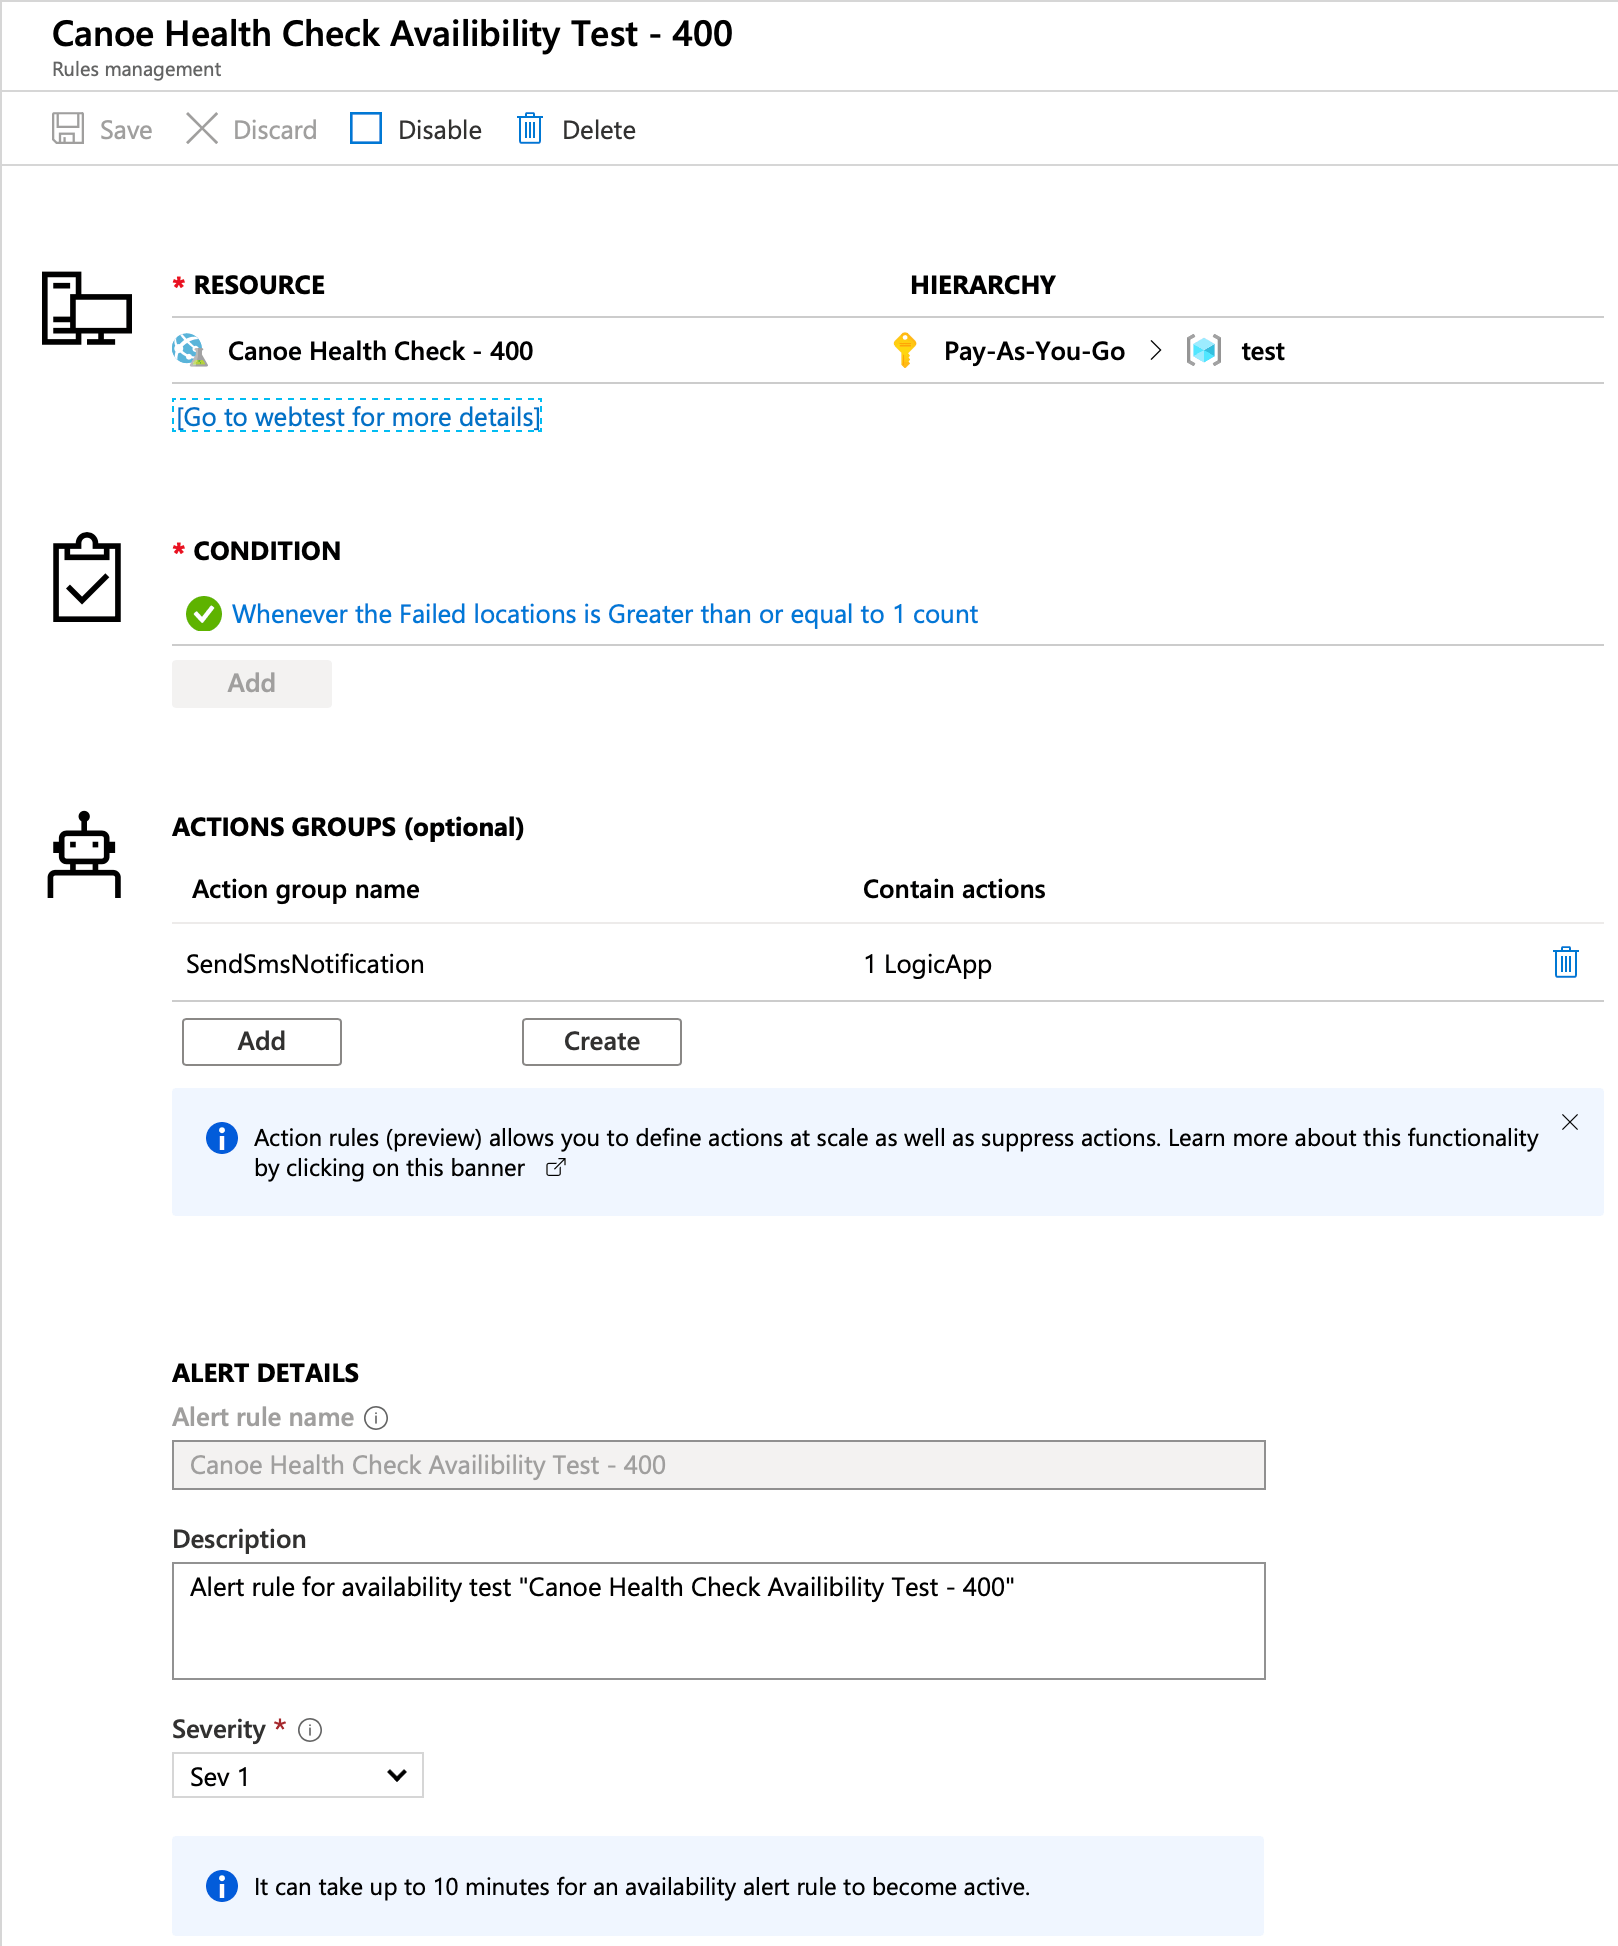 Canoe Health Check Availibility Test - 400
Rules management
Save Discard Disable Delete
* RESOURCE HIERARCHY
Canoe Health Check - 400 Pay-As-You-Go > test
[Go to webtest for more details]
* CONDITION
Whenever the Failed locations is Greater than or equal to 1 count
Add
ACTIONS GROUPS (optional)
Action group name Contain actions
SendSmsNotification 1 LogicApp
Add Create
Action rules (preview) allows you to define actions at scale as well as suppress actions. Learn more about this functionality
by clicking on this banner
ALERT DETAILS
Alert rule name
Canoe Health Check Availibility Test - 400
Description
Alert rule for availability test "Canoe Health Check Availibility Test - 400"
Severity *
Sev 1
It can take up to 10 minutes for an availability alert rule to become active.